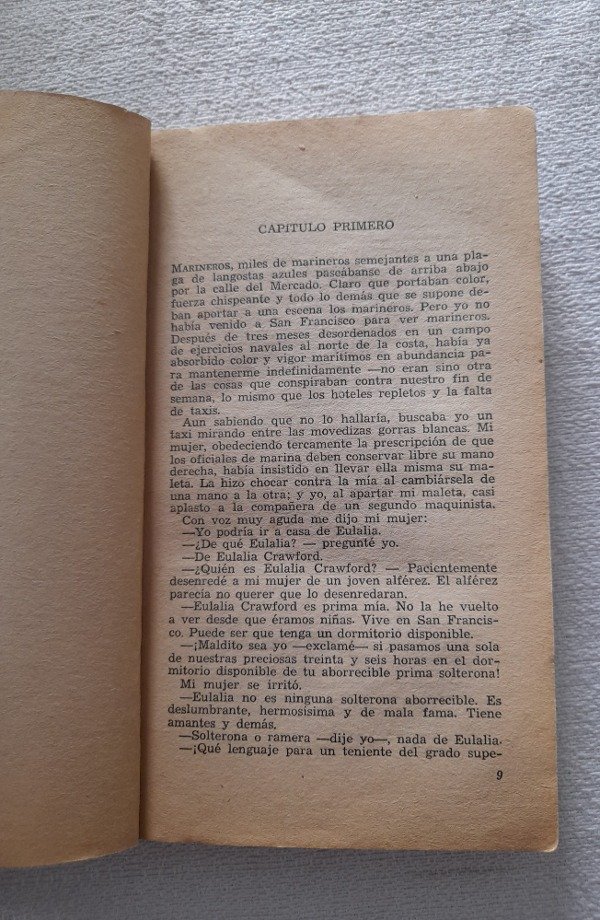 CAPITULO PRIMERO
MARINEROS, miles de marineros semejantes a una pla-
ga de langostas azules paseábanse de arriba abajo
por la calle del Mercado. Claro que portaban color,
fuerza chispeante y todo lo demás que se supone de-
ban aportar a una escena los marineros. Pero yo no
había venido a San Francisco para ver marineros.
Después de tres meses desordenados en un campo
de ejercicios navales al norte de la costa, había ya
absorbido color y vigor marítimos en abundancia pa-
ra mantenerme indefinidamente —no eran sino otra
de las cosas que conspiraban contra nuestro fin de
semana, lo mismo que los hoteles repletos y la falta
de taxis.
Aun sabiendo que no lo hallaría, buscaba yo un
taxi mirando entre las movedizas gorras blancas. Mi
mujer, obedeciendo tercamente la prescripción de que
los oficiales de marina deben conservar libre su mano
derecha, había insistido en llevar ella misma su ma-
leta. La hizo chocar contra la mía al cambiársela de
una mano a la otra; y yo, al apartar mi maleta, casi
aplasto a la compañera de un segundo maquinista.
Con voz muy aguda me dijo mi mujer:
—Yo podría ir a casa de Eulalia.
—¿De qué Eulalia? — pregunté yo.
—De Eulalia Crawford.
—¿Quién es Eulalia Crawford? — Pacientemente
desenredé a mi mujer de un joven alférez. El alférez
parecía no querer que lo desenredaran.
—Eulalia Crawford es prima mía. No la he vuelto
a ver desde que éramos niñas. Vive en San Francis-
co. Puede ser que tenga un dormitorio disponible.
—¡Maldito sea yo —exclamé— si pasamos una sola
de nuestras preciosas treinta y seis horas en el dor-
mitorio disponible de tu aborrecible prima solterona!
Mi mujer se irritó.
—Eulalia no es ninguna solterona aborrecible. Es
deslumbrante, hermosísima y de mala fama. Tiene
amantes y demás.
—Solterona o ramera —dije yo—, nada de Eulalia.
—¡Qué lenguaje para un teniente del grado supe-
9